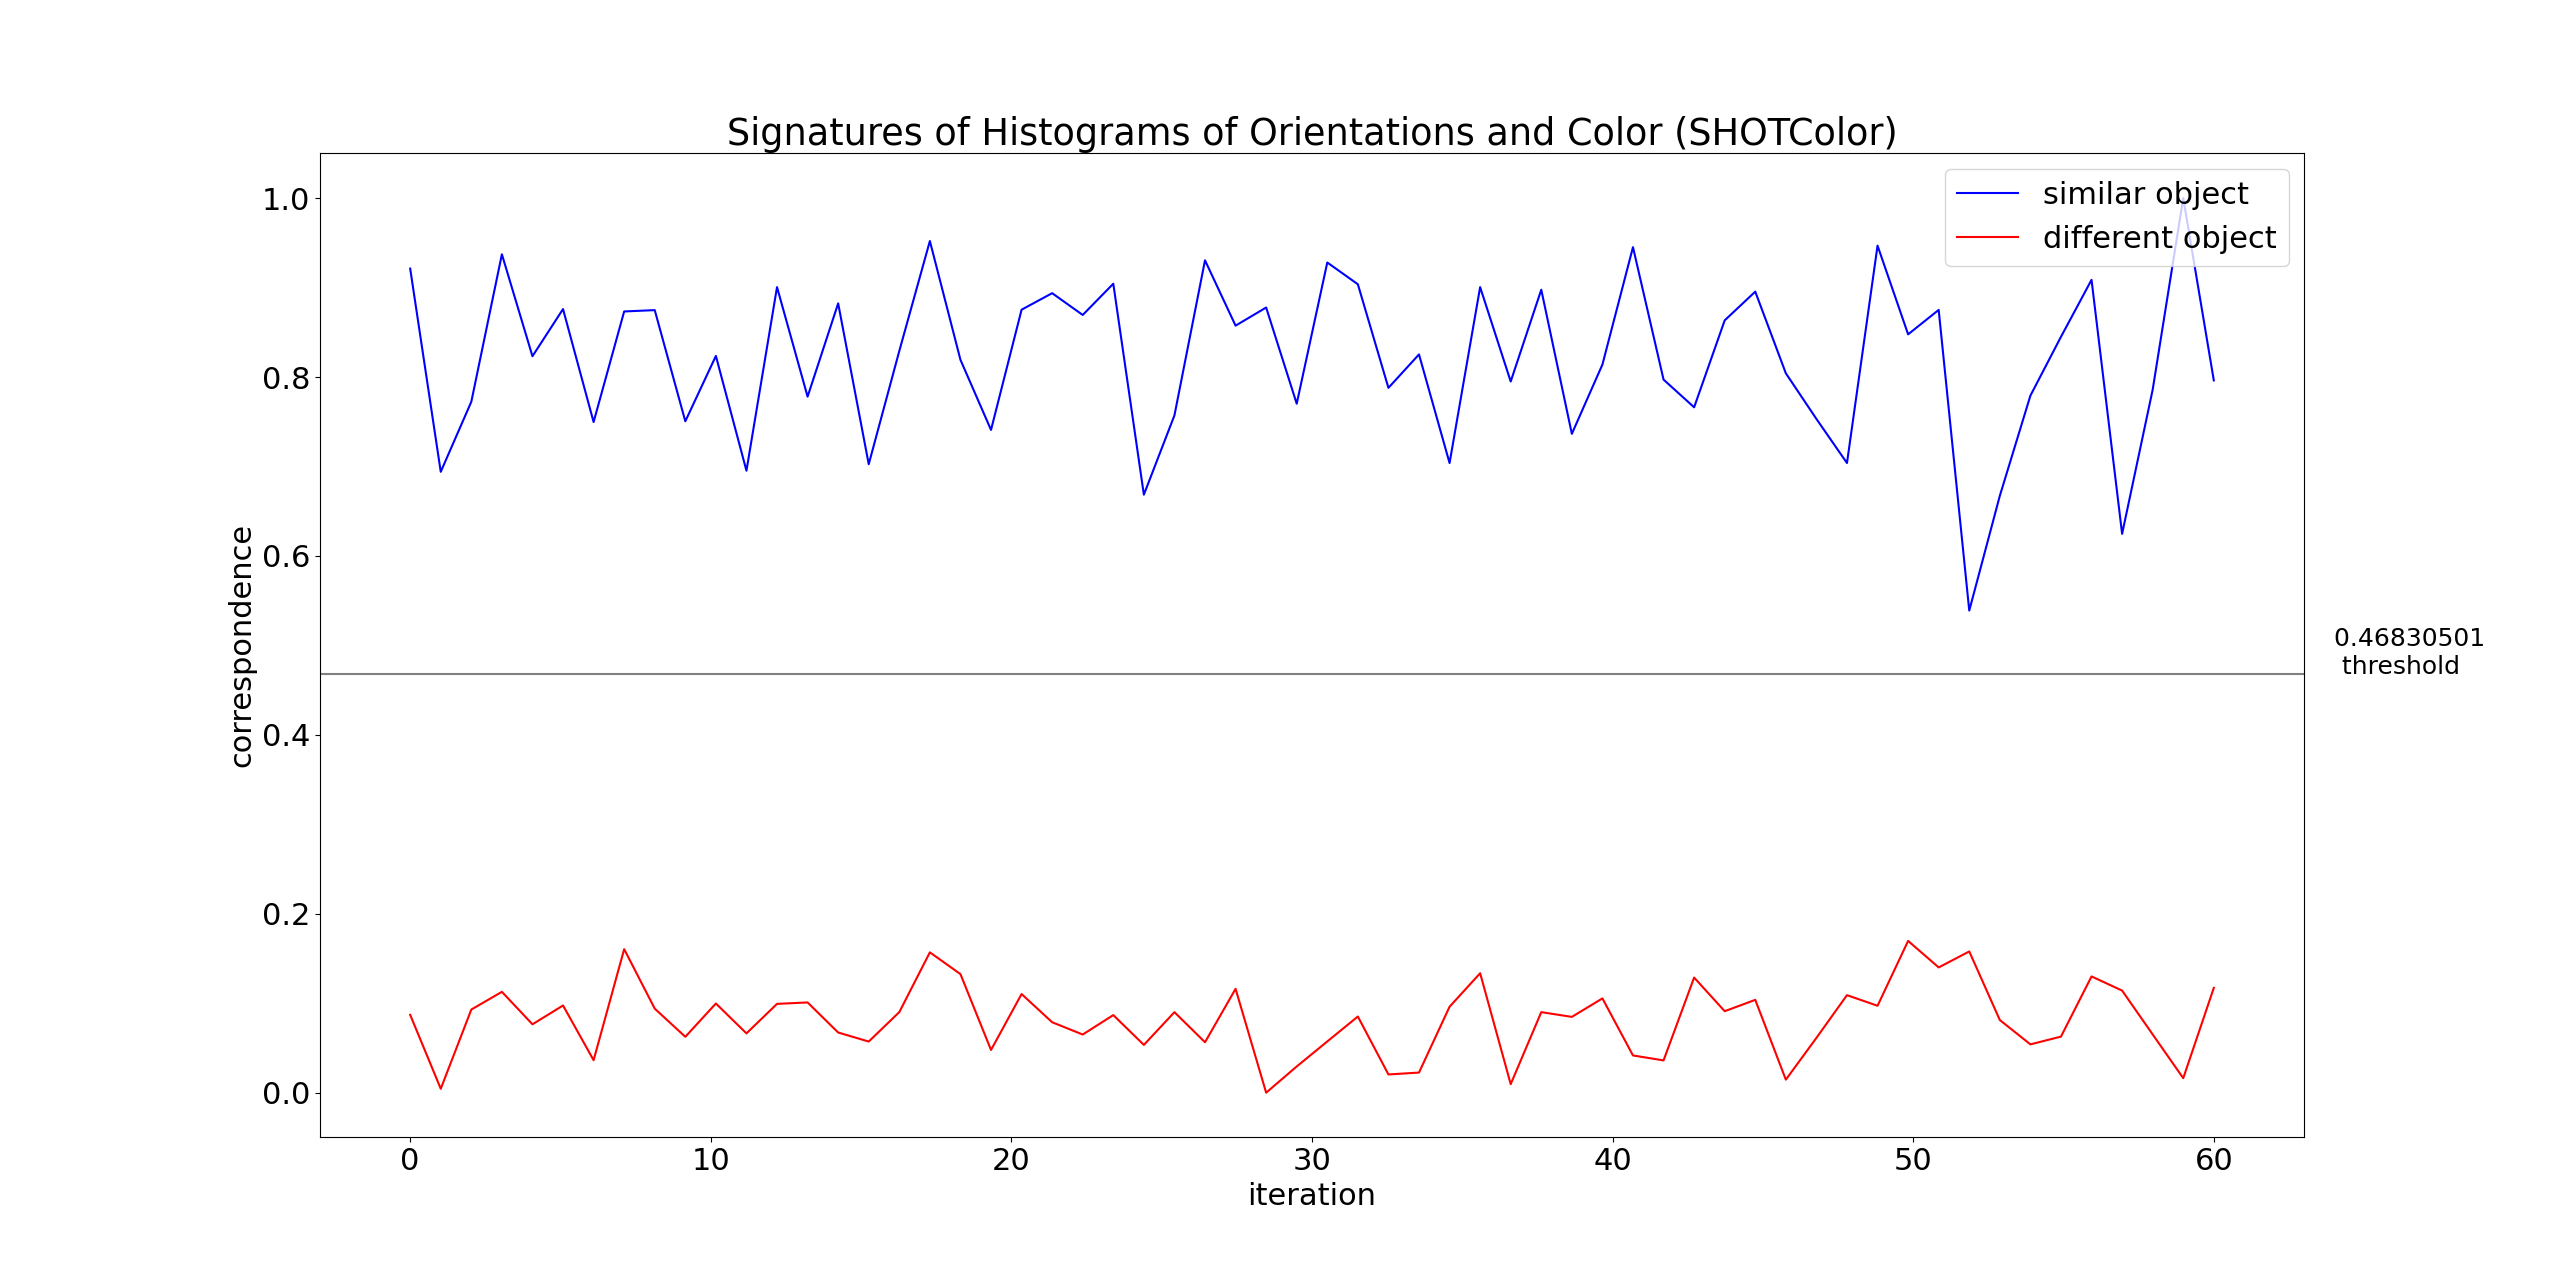 Signatures of Histograms of Orientations and Color (SHOTColor)
similar object
different object
1.0
0.8
0.6
0.4
0.2
0.0
correspondence
0.46830501
threshold
0
10
20
30
40
50
60
iteration